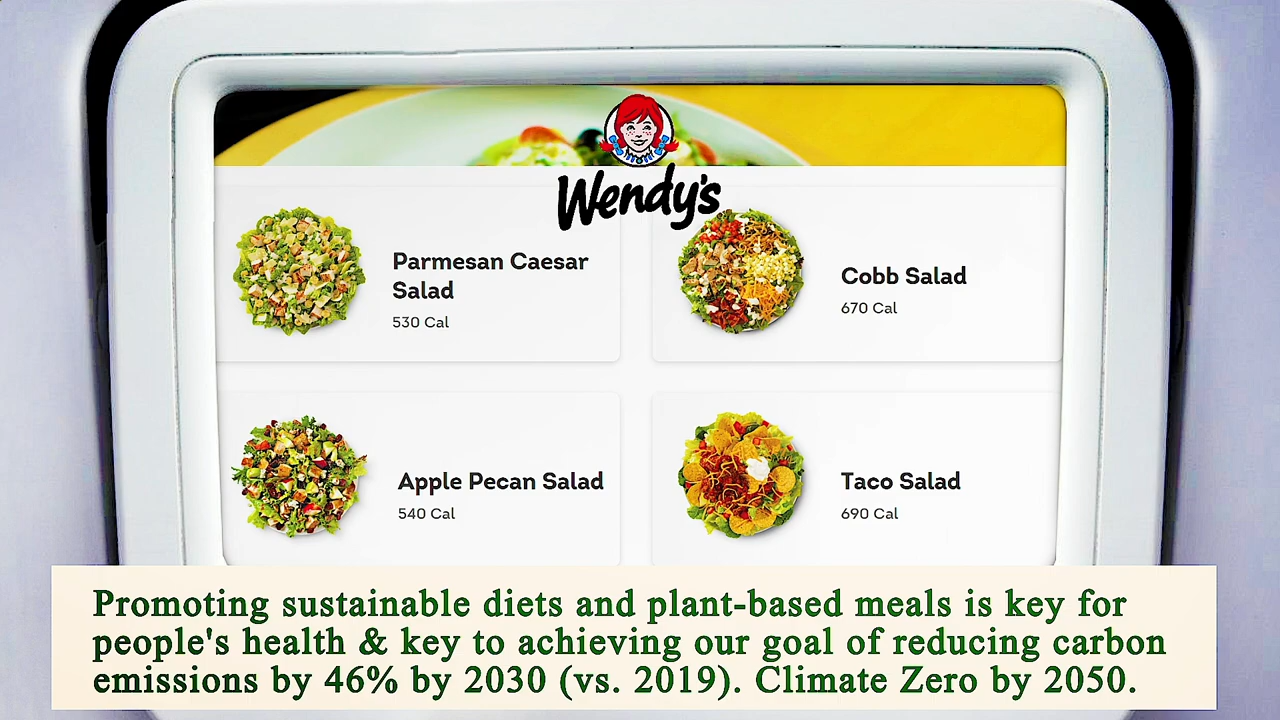 Wendy's
Parmesan Caesar
Salad
530 Cal
Cobb Salad
670 Cal
Apple Pecan Salad
540 Cal
Taco Salad
690 Cal
Promoting sustainable diets and plant-based meals is key for
people's health & key to achieving our goal of reducing carbon
emissions by 46% by 2030 (vs. 2019). Climate Zero by 2050.